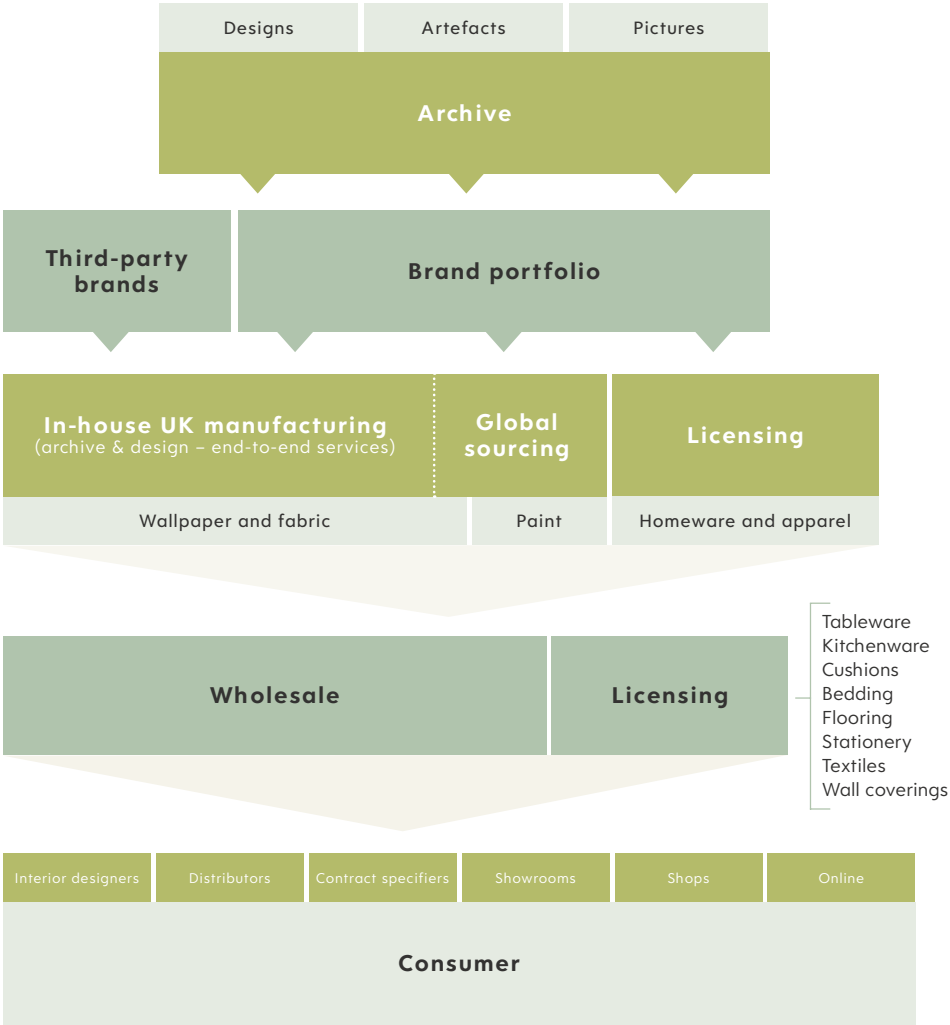 Designs
Artefacts
Pictures
Archive
Third-party
brands
Brand portfolio
In-house UK manufacturing
(archive & design – end-to-end services)
Global
sourcing
Licensing
Wallpaper and fabric
Paint
Homeware and apparel
Wholesale
Licensing
Tableware
Kitchenware
Cushions
Bedding
Flooring
Stationery
Textiles
Wall coverings
Interior designers
Distributors
Contract specifiers
Showrooms
Shops
Online
Consumer